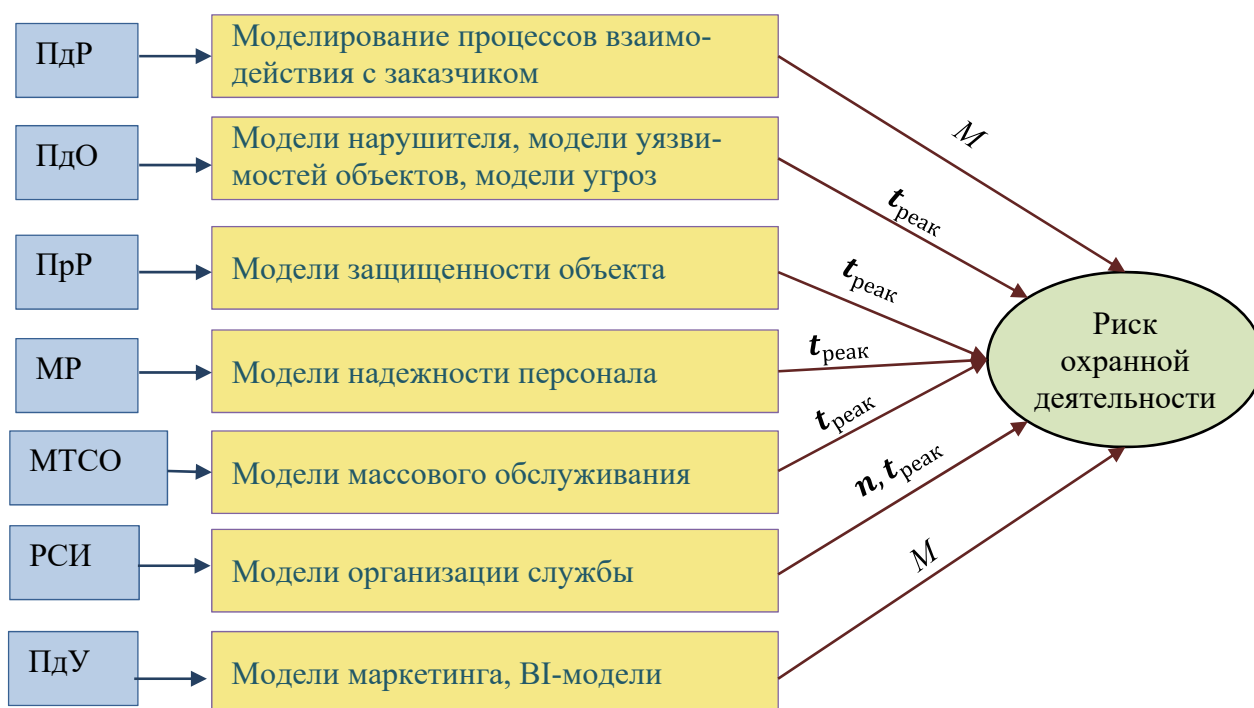 ПдР
Моделирование процессов взаимо-
действия с заказчиком
M
ПдО
Модели нарушителя, модели уязви-
мостей объектов, модели угроз
tреак
ПрР
Модели защищенности объекта
tреак
МР
Модели надежности персонала
tреак
МТСО
Модели массового обслуживания
tреак
РСИ
Модели организации службы
n, tреак
ПдУ
Модели маркетинга, BI-модели
M
Риск
охранной
деятельности